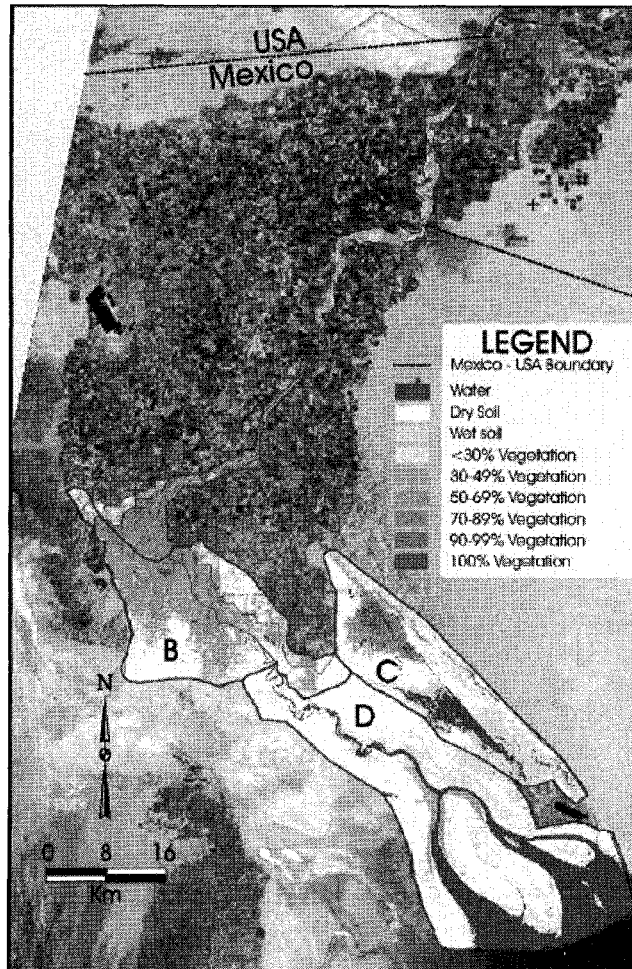 USA
Mexico
LEGEND
Mexico - USA Boundary
Water
Dry Soil
Wet soil
<30% Vegetation
30-49% Vegetation
50-69% Vegetation
70-89% Vegetation
90-99% Vegetation
100% Vegetation
B
C
D
N
0 8 16
Km